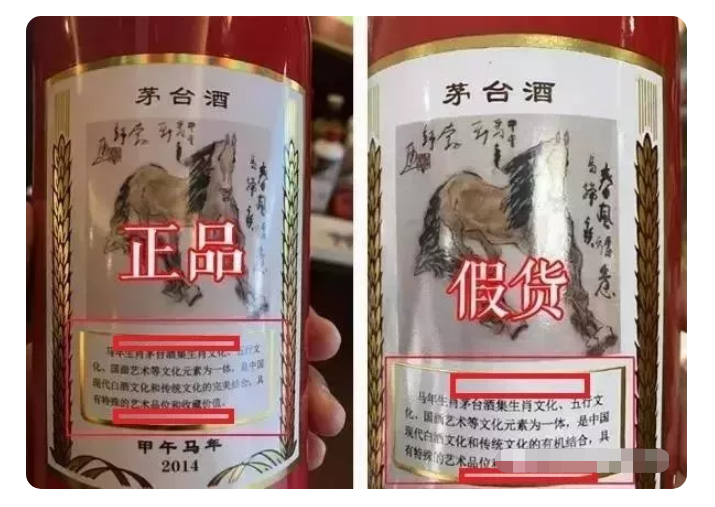 茅台酒
正品
马年生肖茅台酒集生肖文化、五行文
化、国画艺术等文化元素为一体，是中国
现代白酒文化和传统文化的完美结合，具
有特殊的艺术品位和收藏价值。
甲午马年
2014
茅台酒
假货
马年生肖茅台酒集生肖文化、五行文
化、国画艺术等文化元素为一体，是中国
现代白酒文化和传统文化的有机结合，具
有特殊的艺术品位